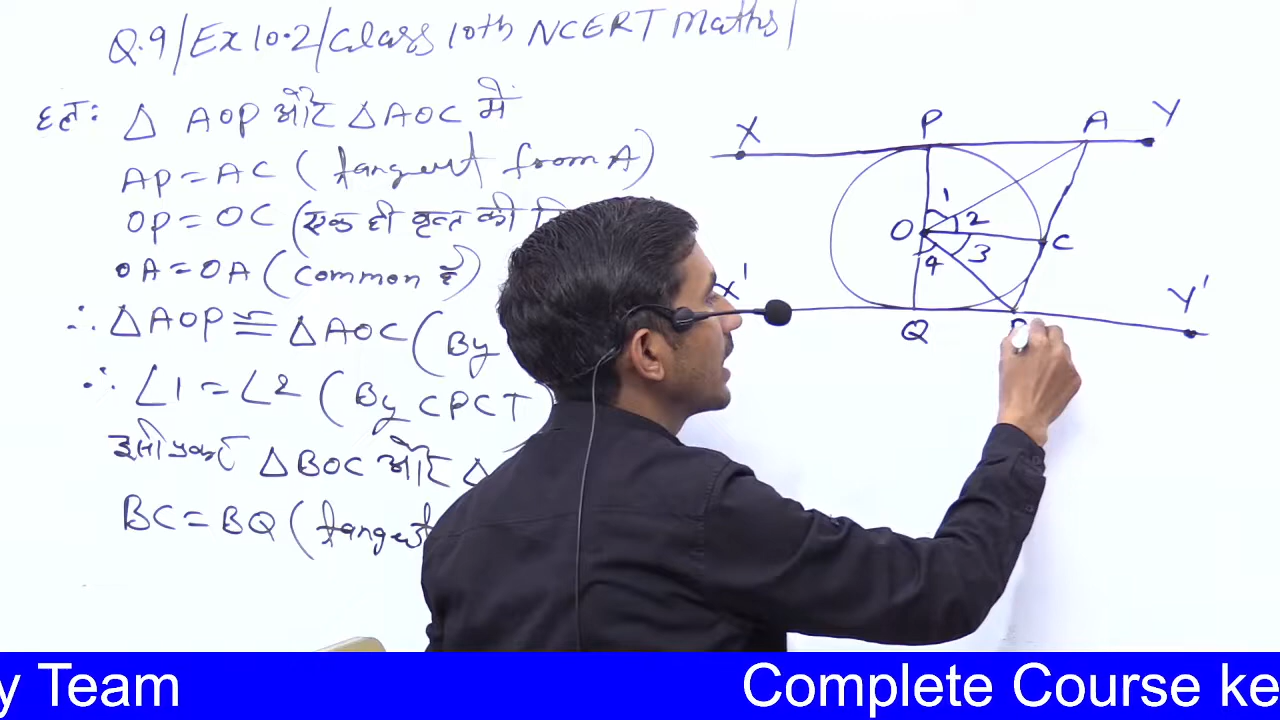 Q.9/Ex 10.2/Class 10th NCERT Maths/
हल: △ AOP और △AOC में
AP = AC (tangent from A)
OP = OC (एक ही वृत्त की
OA = OA (common है)
∴ △AOP ≅ △AOC (By
∴ ∠1 = ∠2 (By CPCT
इसी प्रकार △BOC और △
BC = BQ (tangent
X P A Y
1
O 2 C
3
4
X' Q Y'
y Team Complete Course ke